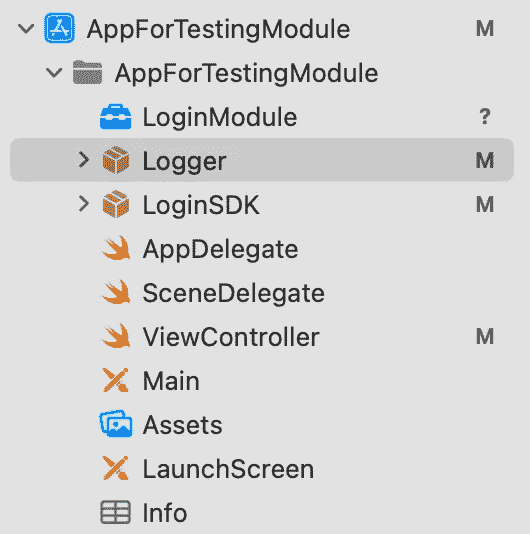 AppForTestingModule M
AppForTestingModule
LoginModule ?
Logger M
LoginSDK M
AppDelegate
SceneDelegate
ViewController M
Main
Assets
LaunchScreen
Info